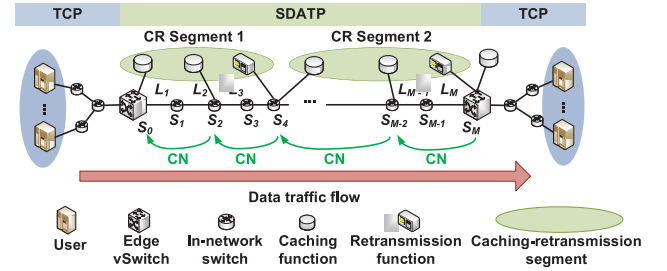 TCP SDATP TCP
CR Segment 1 CR Segment 2
L1 L2 L3 ... LM-1 LM
S0 S1 S2 S3 S4 SM-2 SM-1 SM
CN CN CN CN
Data traffic flow
User Edge vSwitch In-network switch Caching function Retransmission function Caching-retransmission segment